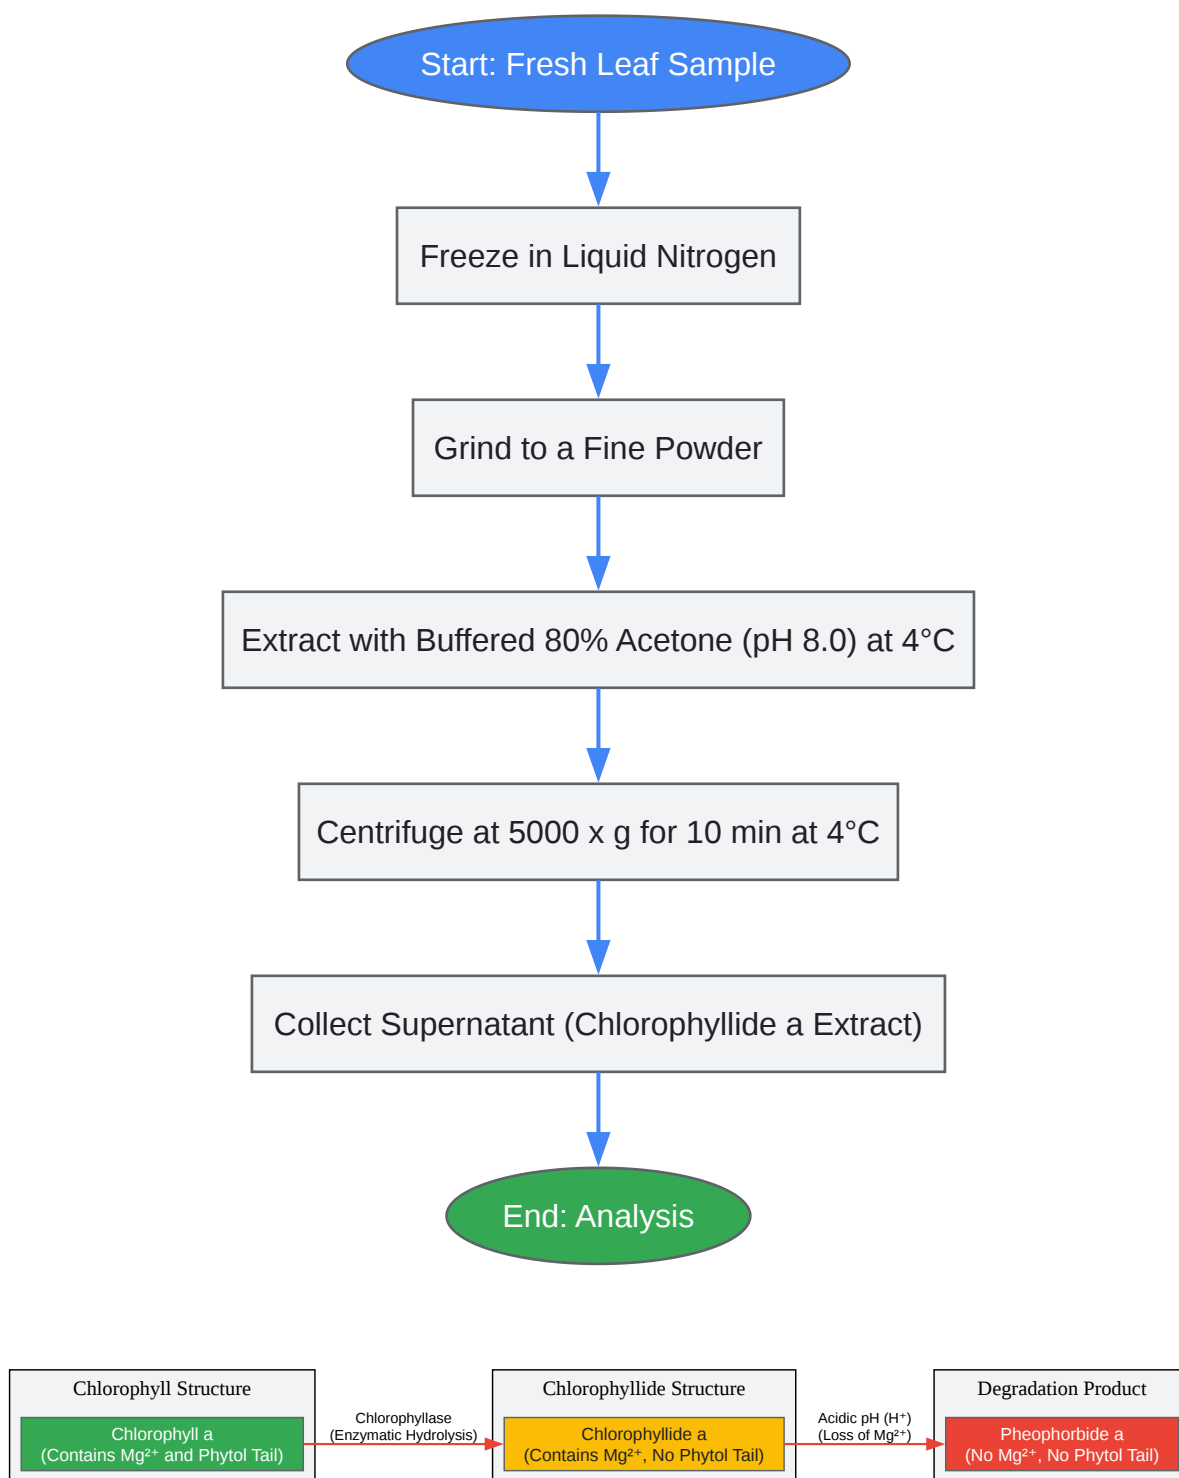 Start: Fresh Leaf Sample
Freeze in Liquid Nitrogen
Grind to a Fine Powder
Extract with Buffered 80% Acetone (pH 8.0) at 4°C
Centrifuge at 5000 x g for 10 min at 4°C
Collect Supernatant (Chlorophyllide a Extract)
End: Analysis
Chlorophyll Structure
Chlorophyll a
(Contains Mg²⁺ and Phytol Tail)
Chlorophyllase
(Enzymatic Hydrolysis)
Chlorophyllide Structure
Chlorophyllide a
(Contains Mg²⁺, No Phytol Tail)
Acidic pH (H⁺)
(Loss of Mg²⁺)
Degradation Product
Pheophorbide a
(No Mg²⁺, No Phytol Tail)